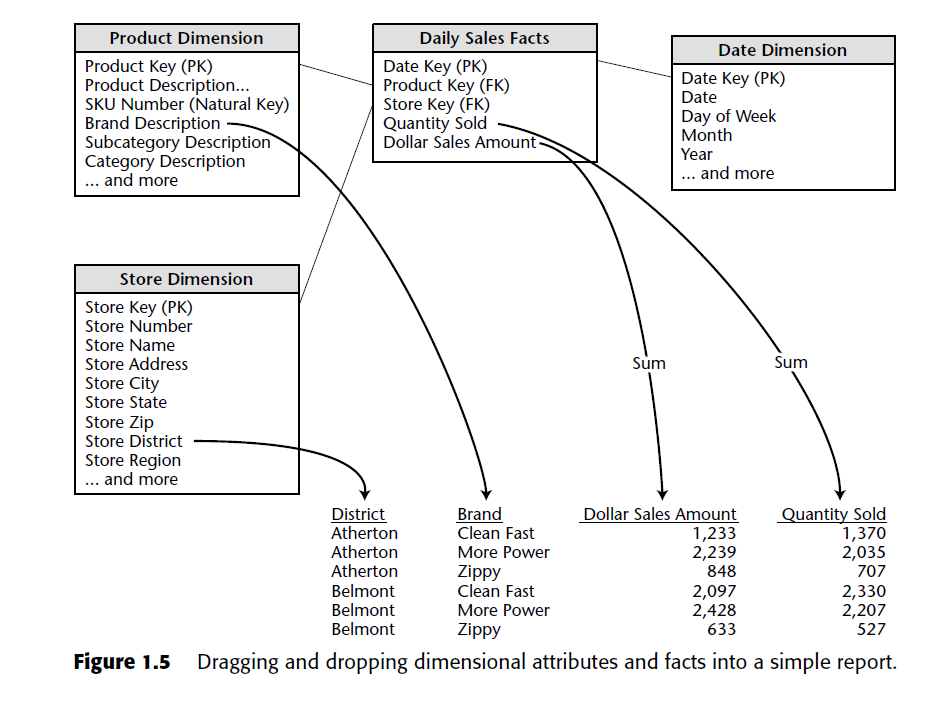 Product Dimension
Product Key (PK)
Product Description...
SKU Number (Natural Key)
Brand Description
Subcategory Description
Category Description
... and more
Daily Sales Facts
Date Key (PK)
Product Key (FK)
Store Key (FK)
Quantity Sold
Dollar Sales Amount
Date Dimension
Date Key (PK)
Date
Day of Week
Month
Year
... and more
Store Dimension
Store Key (PK)
Store Number
Store Name
Store Address
Store City
Store State
Store Zip
Store District
Store Region
... and more
Sum Sum
District Brand Dollar Sales Amount Quantity Sold
Atherton Clean Fast 1,233 1,370
Atherton More Power 2,239 2,035
Atherton Zippy 848 707
Belmont Clean Fast 2,097 2,330
Belmont More Power 2,428 2,207
Belmont Zippy 633 527
Figure 1.5 Dragging and dropping dimensional attributes and facts into a simple report.